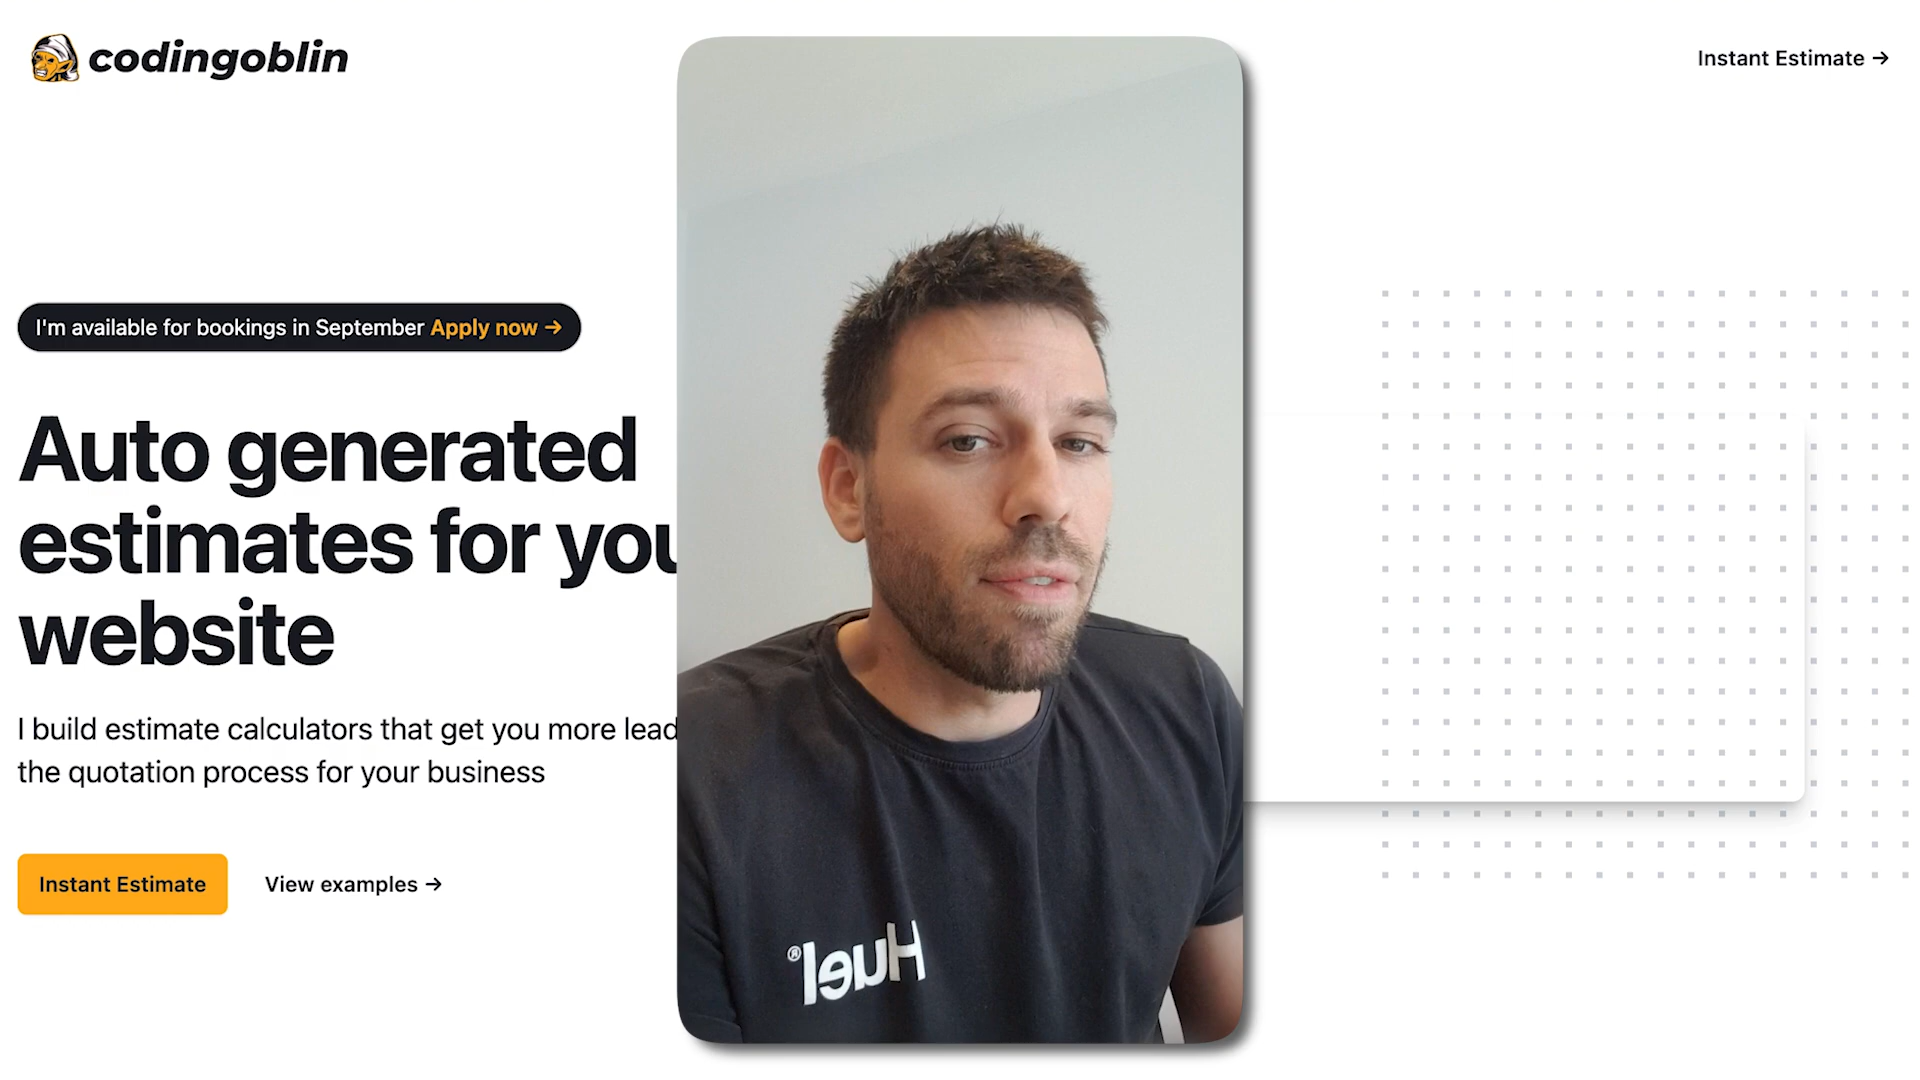 codingoblin
Instant Estimate →
I'm available for bookings in September Apply now →
Auto generated
estimates for you
website
I build estimate calculators that get you more lead
the quotation process for your business
Instant Estimate
View examples →
Huel®